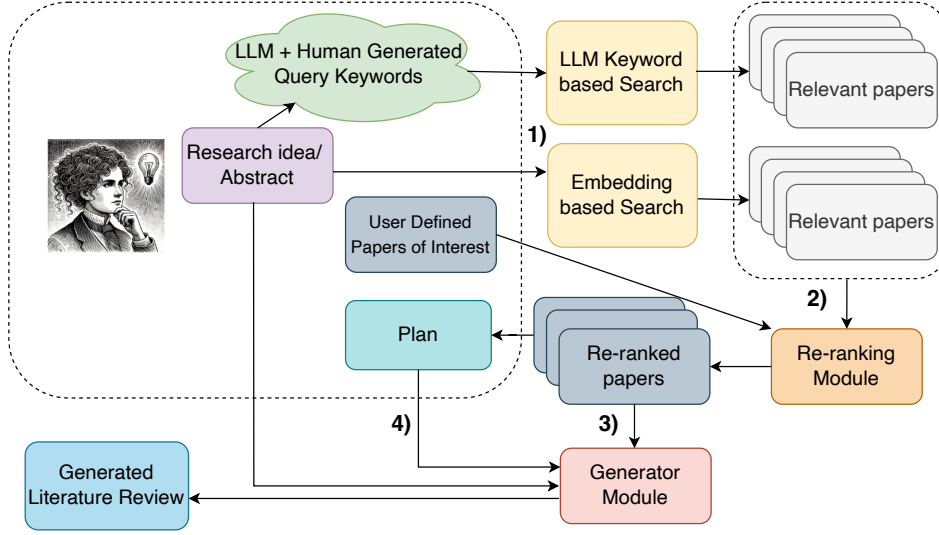 LLM + Human Generated
Query Keywords
LLM Keyword
based Search
Relevant papers
1)
Research idea/
Abstract
Embedding
based Search
Relevant papers
User Defined
Papers of Interest
2)
Plan
Re-ranked
papers
Re-ranking
Module
4)
3)
Generated
Literature Review
Generator
Module